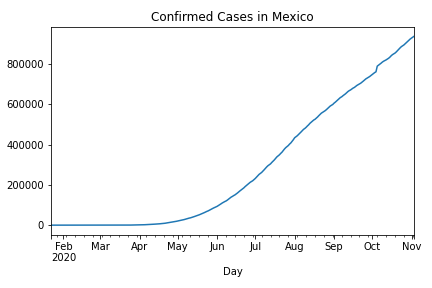 Confirmed Cases in Mexico
800000
600000
400000
200000
0
Feb Mar Apr May Jun Jul Aug Sep Oct Nov
2020
Day